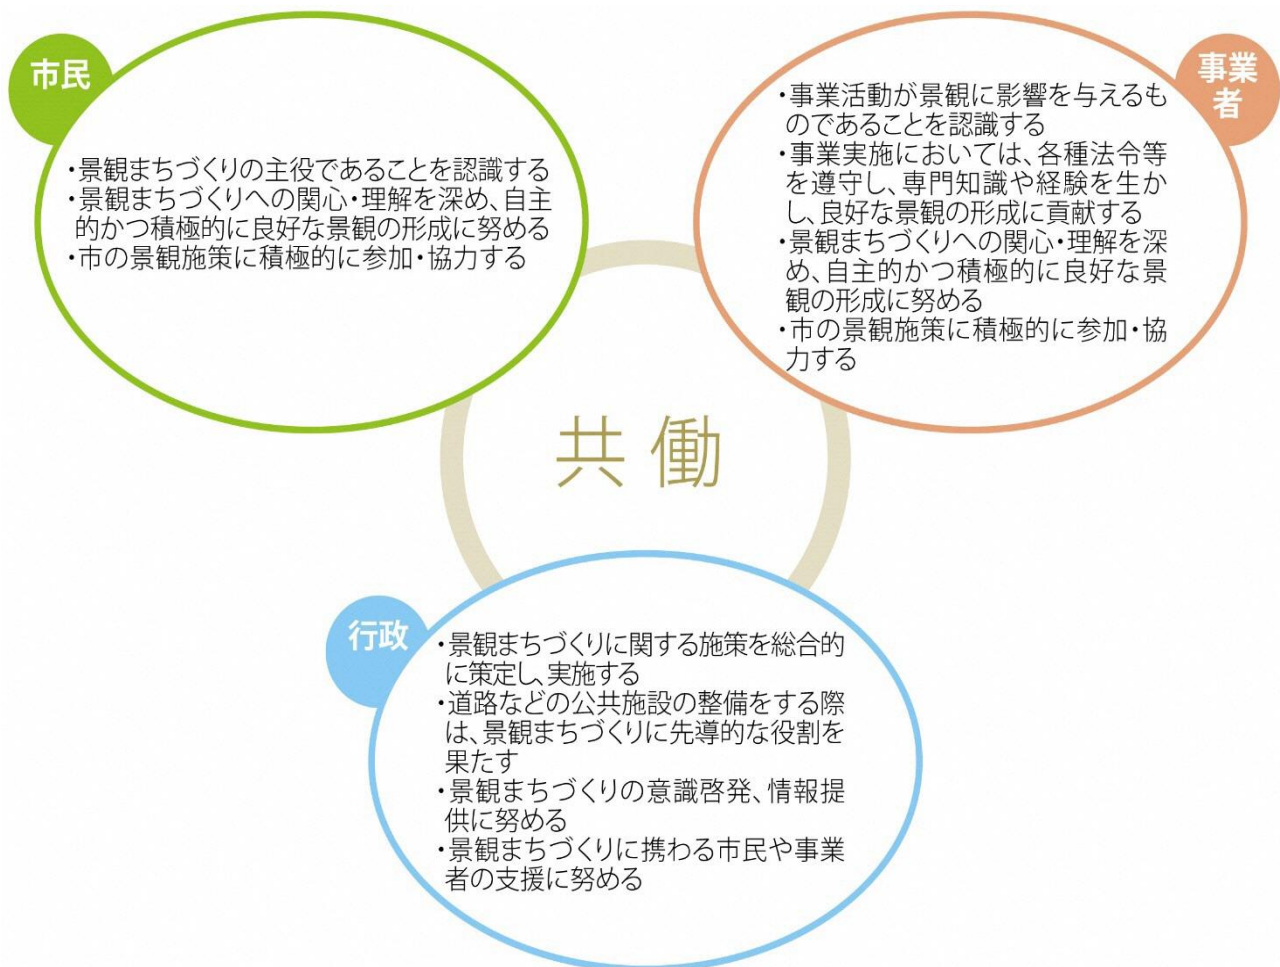 市民
・景観まちづくりの主役であることを認識する
・景観まちづくりへの関心・理解を深め、自主
的かつ積極的に良好な景観の形成に努める
・市の景観施策に積極的に参加・協力する
事業
者
・事業活動が景観に影響を与えるも
のであることを認識する
・事業実施においては、各種法令等
を遵守し、専門知識や経験を生か
し、良好な景観の形成に貢献する
・景観まちづくりへの関心・理解を深
め、自主的かつ積極的に良好な景
観の形成に努める
・市の景観施策に積極的に参加・協
力する
共働
行政
・景観まちづくりに関する施策を総合的
に策定し、実施する
・道路などの公共施設の整備をする際
は、景観まちづくりに先導的な役割を
果たす
・景観まちづくりの意識啓発、情報提
供に努める
・景観まちづくりに携わる市民や事業
者の支援に努める